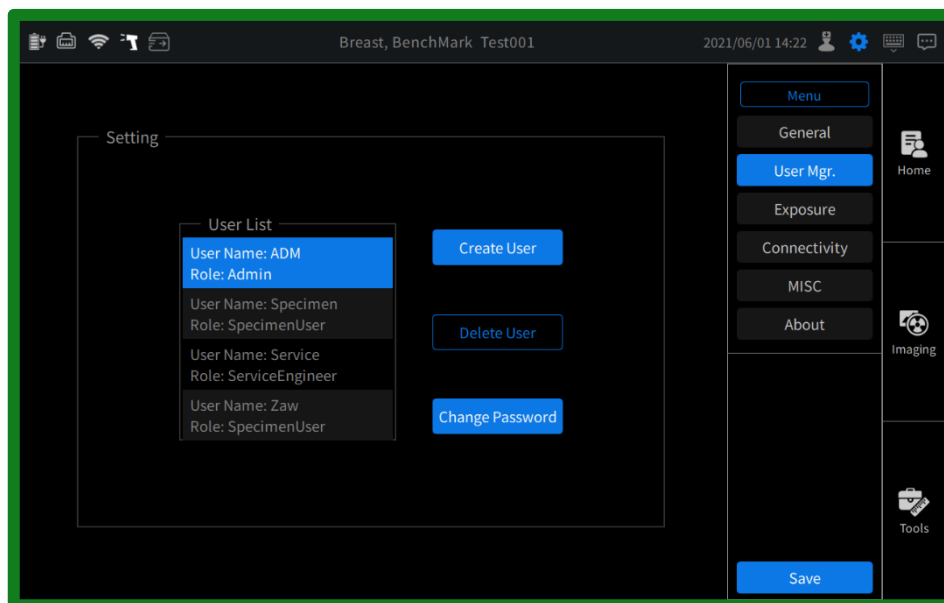 Breast, BenchMark Test001
2021/06/01 14:22
Setting
User List
User Name: ADM
Role: Admin
User Name: Specimen
Role: SpecimenUser
User Name: Service
Role: ServiceEngineer
User Name: Zaw
Role: SpecimenUser
Create User
Delete User
Change Password
Menu
General
User Mgr.
Exposure
Connectivity
MISC
About
Save
Home
Imaging
Tools